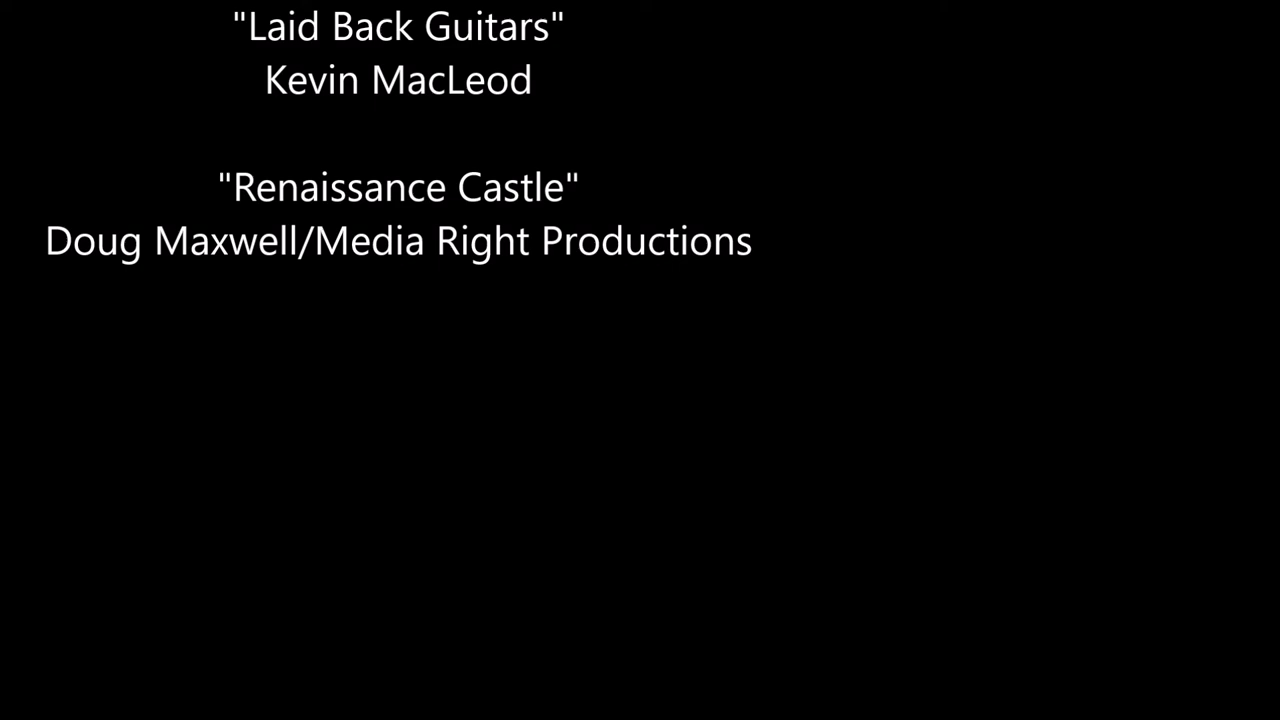 "Laid Back Guitars"
Kevin MacLeod
"Renaissance Castle"
Doug Maxwell/Media Right Productions